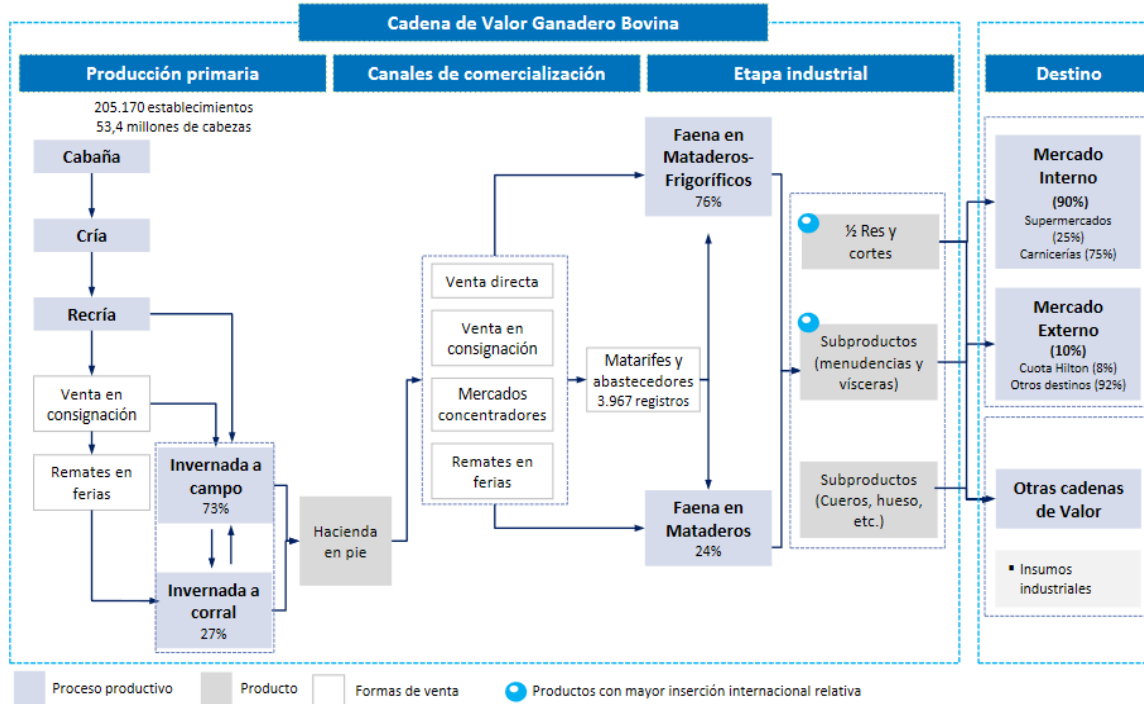 Cadena de Valor Ganadero Bovina
Producción primaria
Canales de comercialización
Etapa industrial
Destino
205.170 establecimientos
53,4 millones de cabezas
Cabaña
Cría
Recría
Venta en
consignación
Remates en
ferias
Invernada a
campo
73%
Invernada a
corral
27%
Hacienda
en pie
Venta directa
Venta en
consignación
Mercados
concentradores
Remates en
ferias
Matarifes y
abastecedores
3.967 registros
Faena en
Mataderos-
Frigoríficos
76%
Faena en
Mataderos
24%
½ Res y
cortes
Subproductos
(menudencias y
vísceras)
Subproductos
(Cueros, hueso,
etc.)
Mercado
Interno
(90%)
Supermercados
(25%)
Carnicerías (75%)
Mercado
Externo
(10%)
Cuota Hilton (8%)
Otros destinos (92%)
Otras cadenas
de Valor
▪ Insumos
industriales
Proceso productivo
Producto
Formas de venta
Productos con mayor inserción internacional relativa